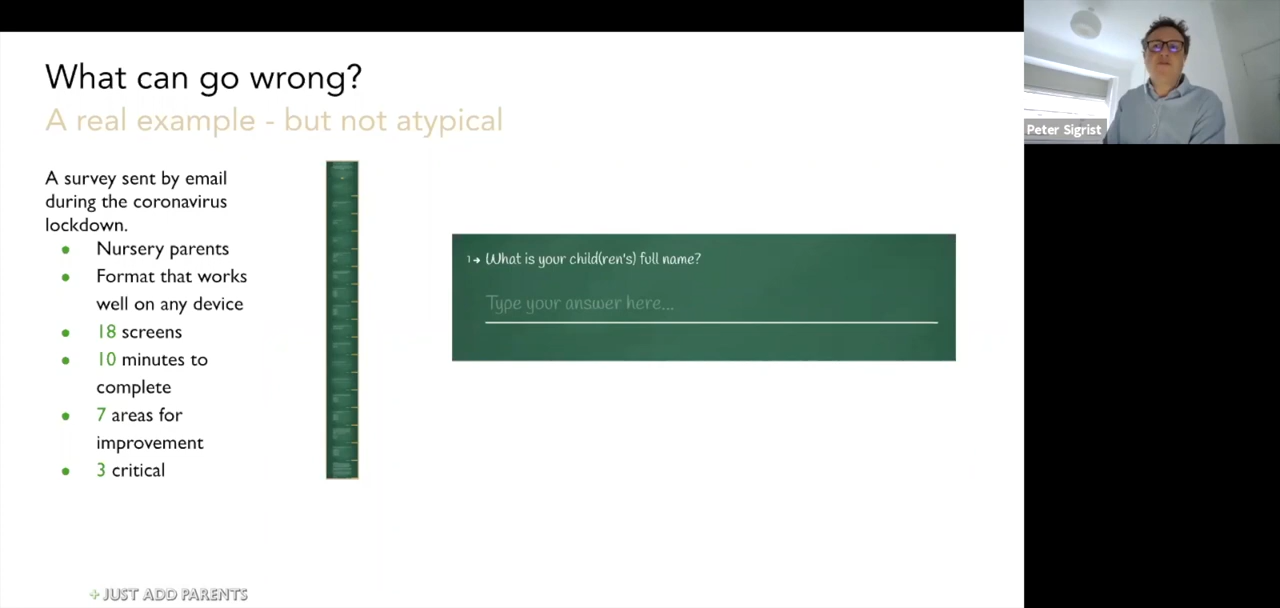 What can go wrong?
A real example - but not atypical
A survey sent by email
during the coronavirus
lockdown.
Nursery parents
Format that works
well on any device
18 screens
10 minutes to
complete
7 areas for
improvement
3 critical
1→ What is your child(ren's) full name?
Type your answer here...
+JUST ADD PARENTS
Peter Sigrist